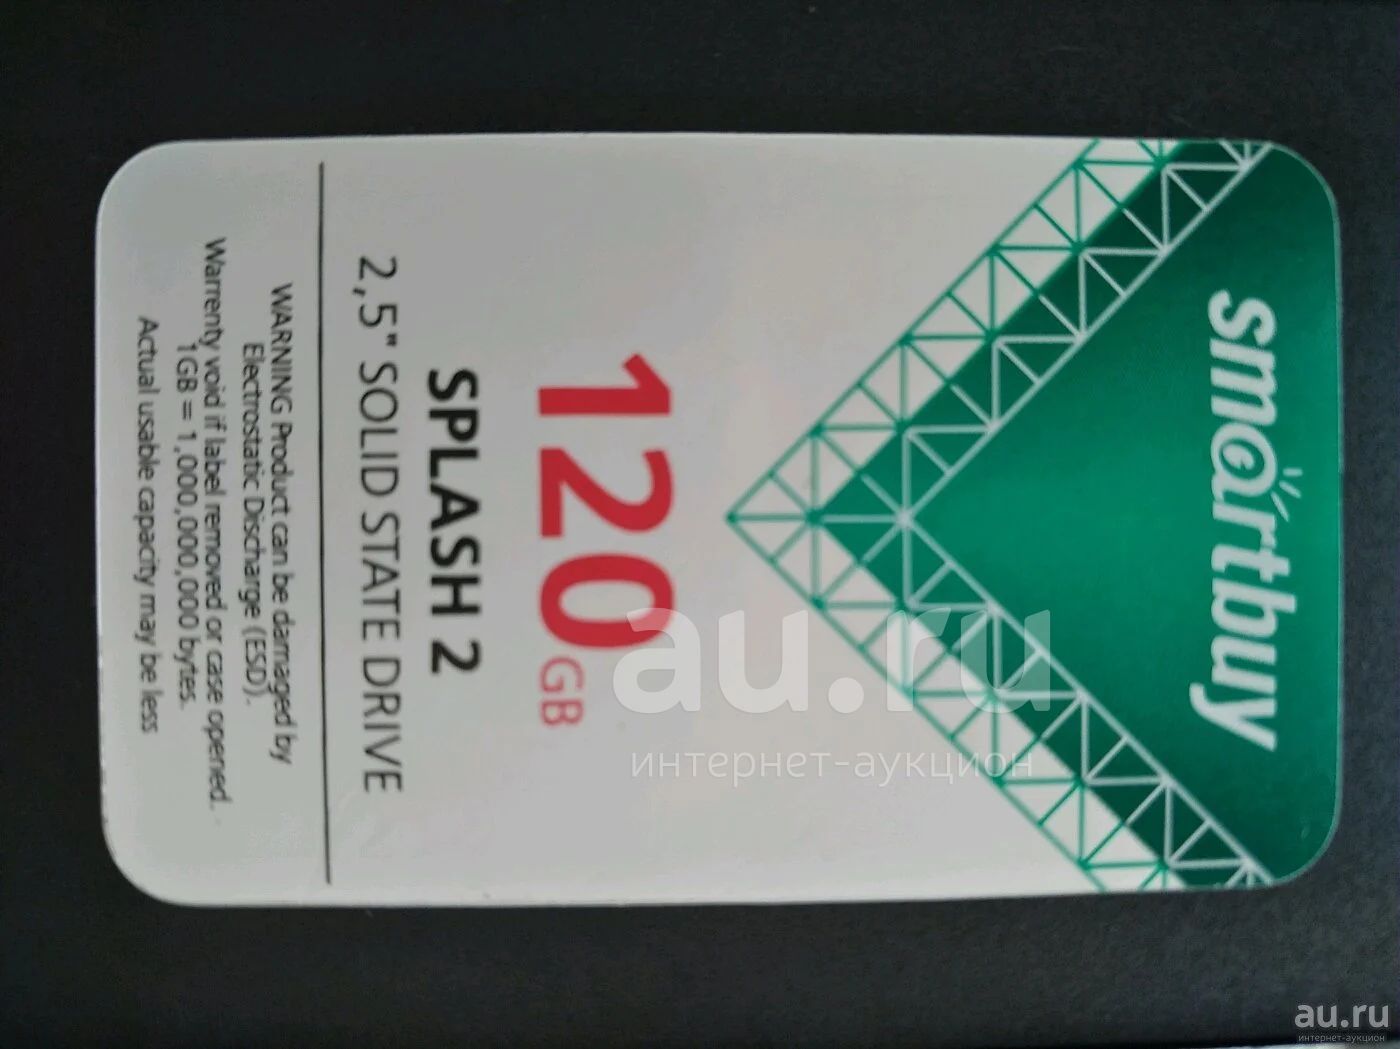 smartbuy
120GB
SPLASH 2
2,5" SOLID STATE DRIVE
WARNING Product can be damaged by
Electrostatic Discharge (ESD).
Warrenty void if label removed or case opened.
1GB = 1,000,000,000 bytes.
Actual usable capacity may be less
au.ru
интернет-аукцион
au.ru
интернет-аукцион